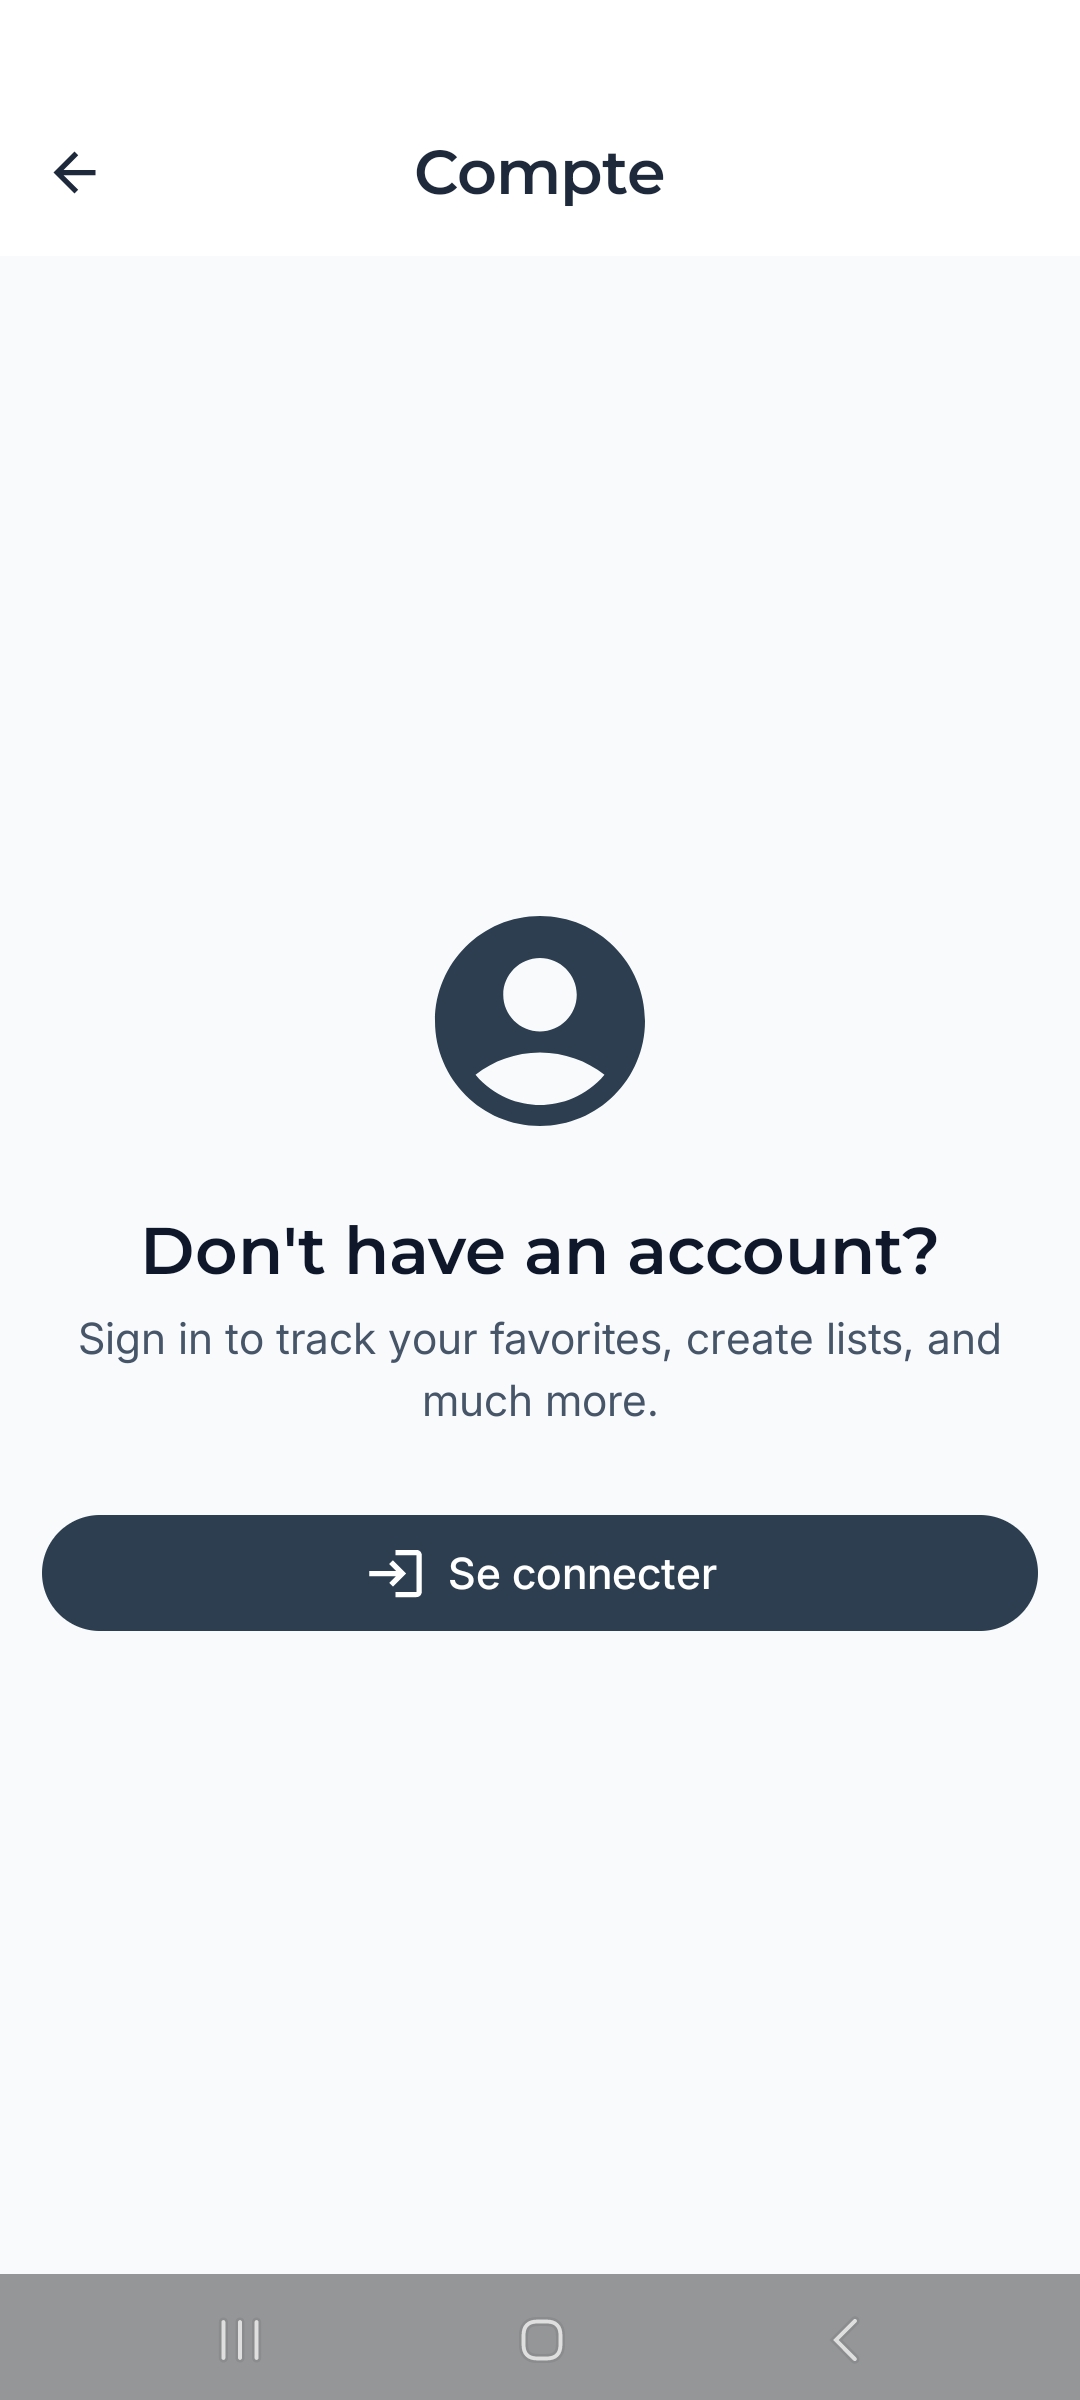 Compte
Don't have an account?
Sign in to track your favorites, create lists, and
much more.
Se connecter